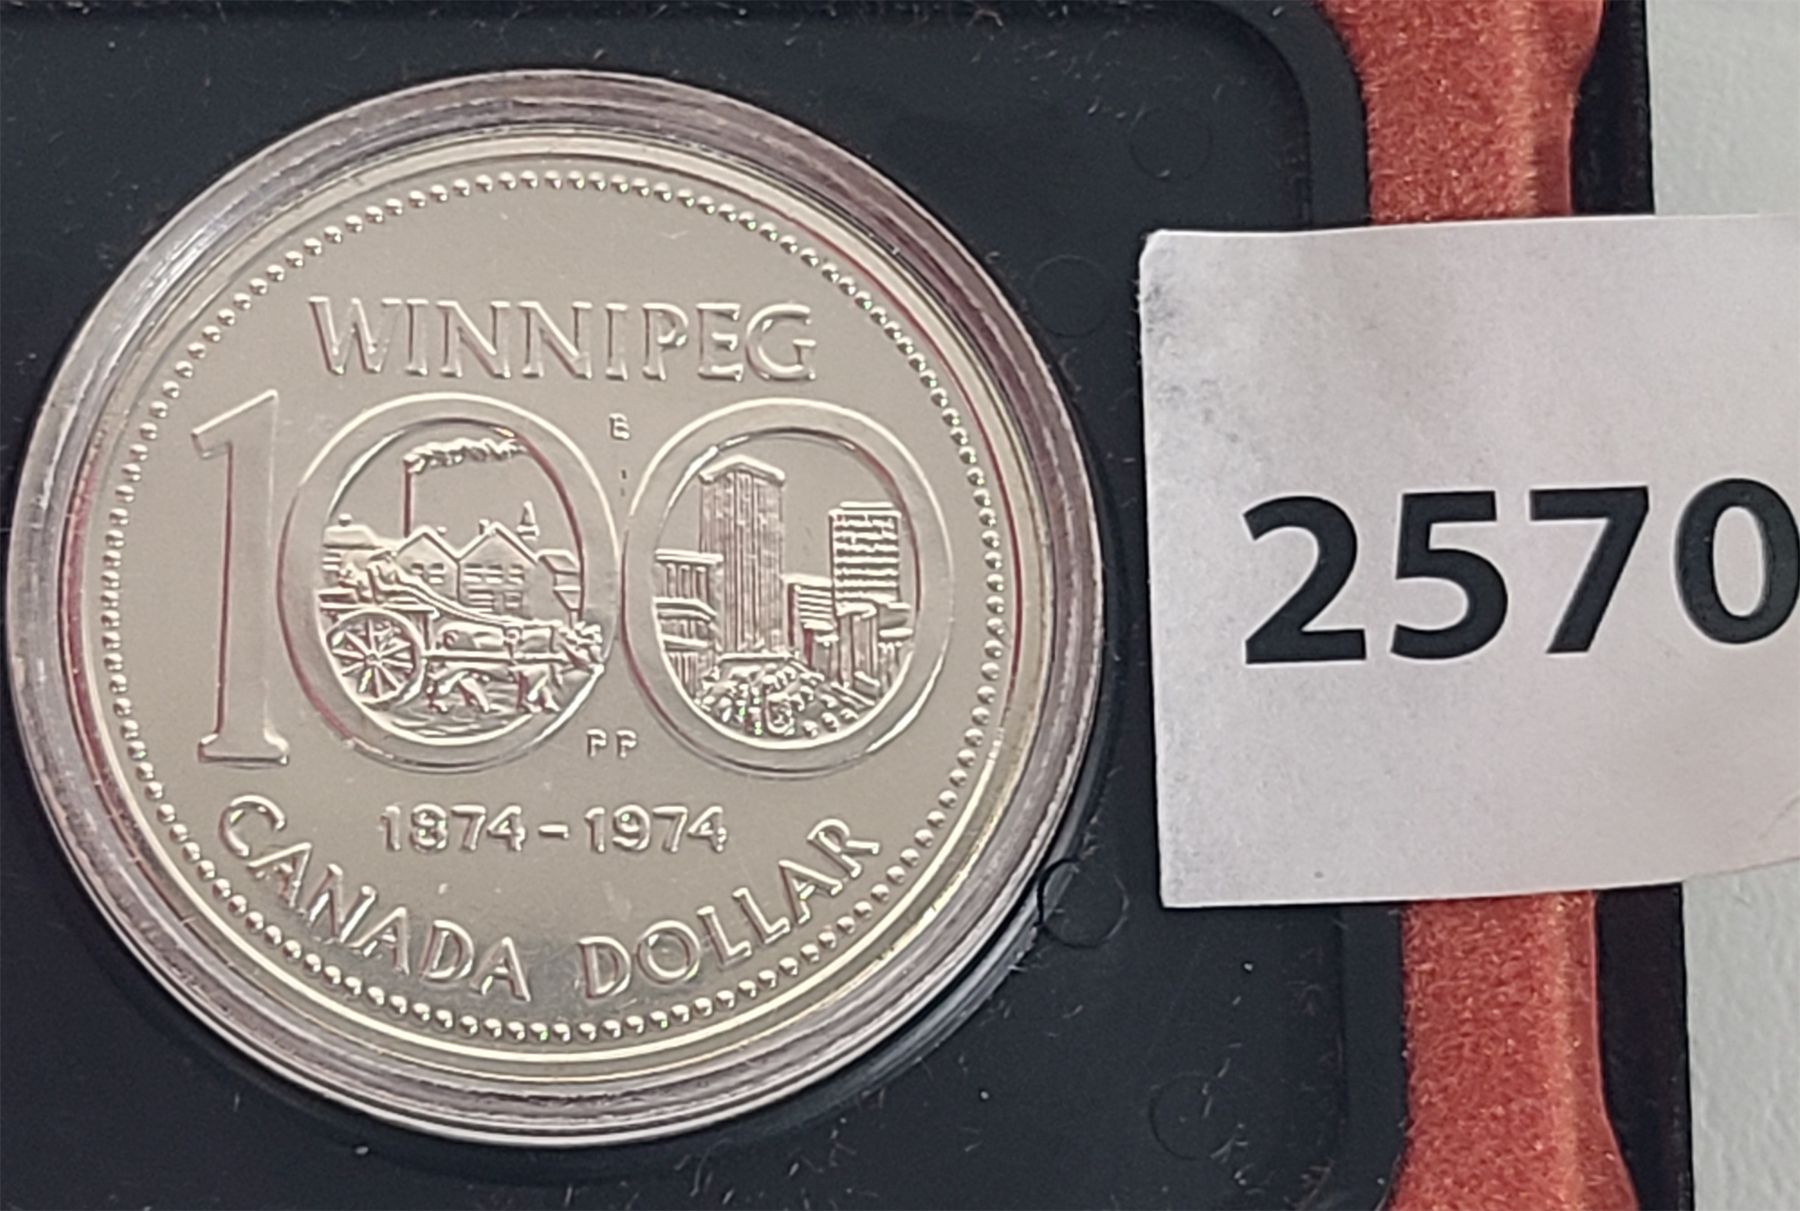 WINNIPEG
100
B
PP
1874-1974
CANADA DOLLAR
2570